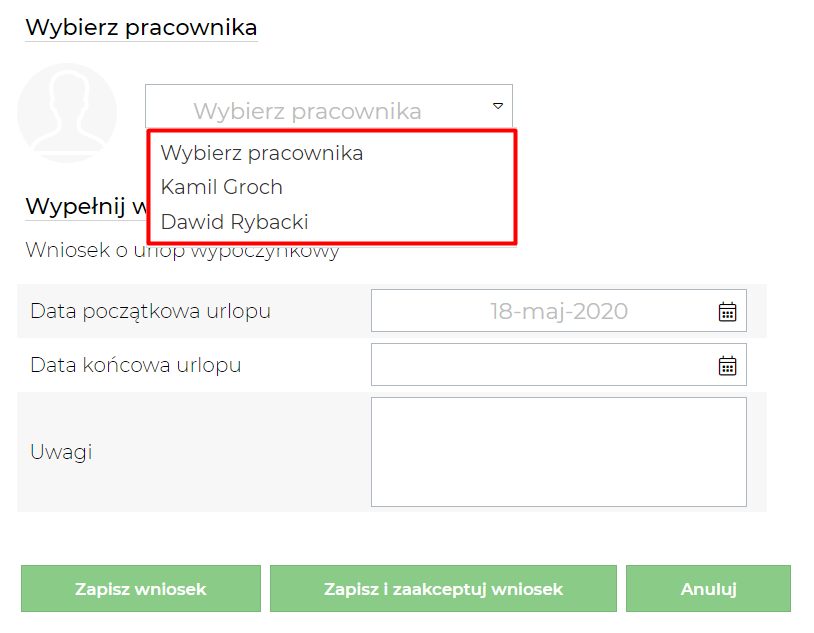 Wybierz pracownika
Wybierz pracownika
Wybierz pracownika
Kamil Groch
Dawid Rybacki
Wypełnij w
Wniosek o urlop wypoczynkowy
Data początkowa urlopu
18-maj-2020
Data końcowa urlopu
Uwagi
Zapisz wniosek
Zapisz i zaakceptuj wniosek
Anuluj